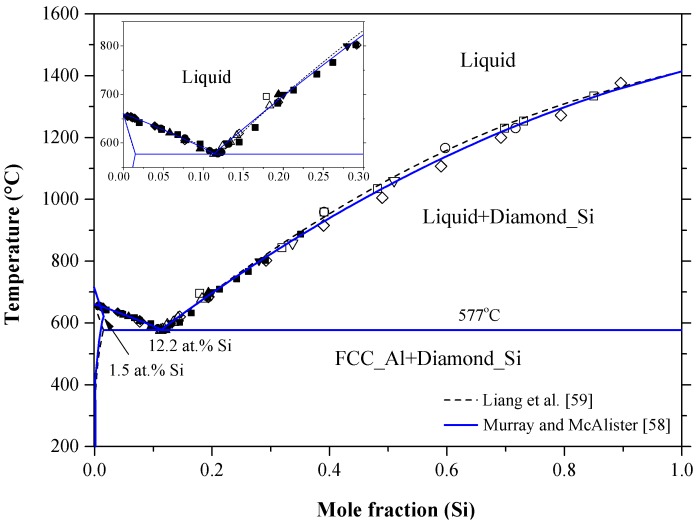 1600
1400
1200
1000
800
600
400
200
Temperature (°C)
800
700
600
0.00 0.05 0.10 0.15 0.20 0.25 0.30
Liquid
Liquid
Liquid+Diamond_Si
577°C
12.2 at.% Si
1.5 at.% Si
FCC_Al+Diamond_Si
Liang et al. [59]
Murray and McAlister [58]
0.0 0.2 0.4 0.6 0.8 1.0
Mole fraction (Si)